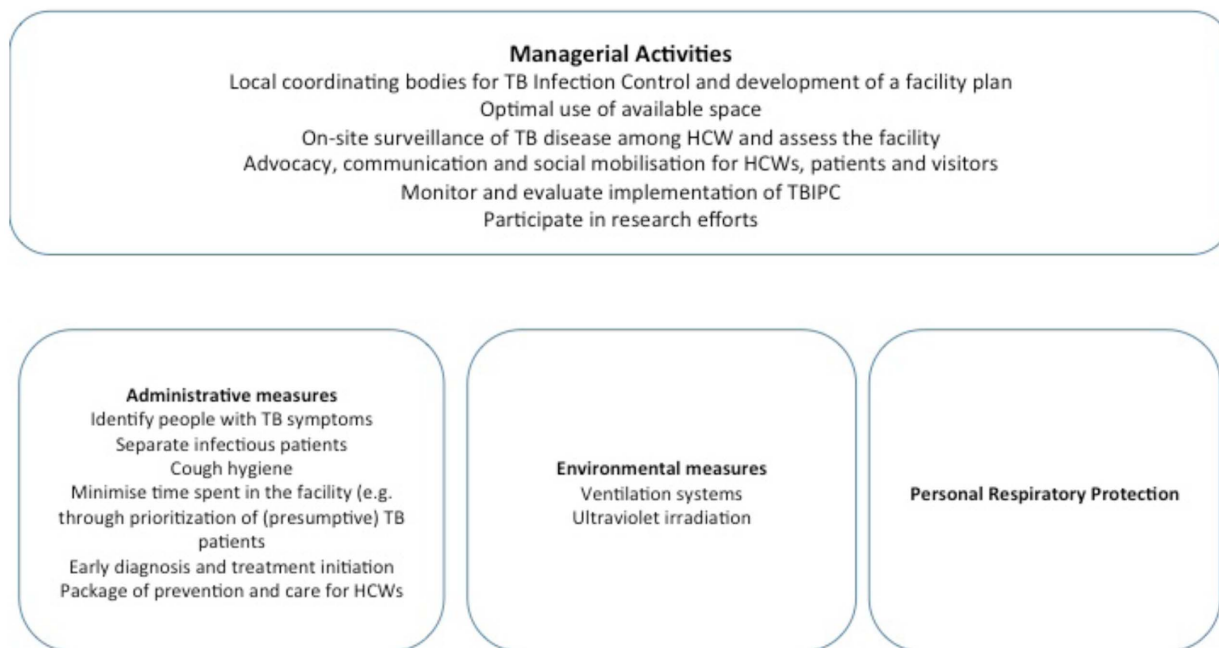 Managerial Activities
Local coordinating bodies for TB Infection Control and development of a facility plan
Optimal use of available space
On-site surveillance of TB disease among HCW and assess the facility
Advocacy, communication and social mobilisation for HCWs, patients and visitors
Monitor and evaluate implementation of TBIPC
Participate in research efforts
Administrative measures
Identify people with TB symptoms
Separate infectious patients
Cough hygiene
Minimise time spent in the facility (e.g.
through prioritization of (presumptive) TB
patients
Early diagnosis and treatment initiation
Package of prevention and care for HCWs
Environmental measures
Ventilation systems
Ultraviolet irradiation
Personal Respiratory Protection